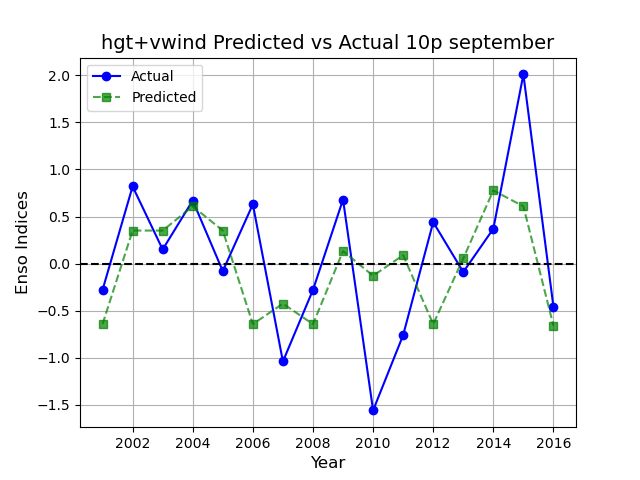 hgt+vwind Predicted vs Actual 10p september
Actual
Predicted
2.0
1.5
1.0
0.5
0.0
−0.5
−1.0
−1.5
Enso Indices
2002 2004 2006 2008 2010 2012 2014 2016
Year